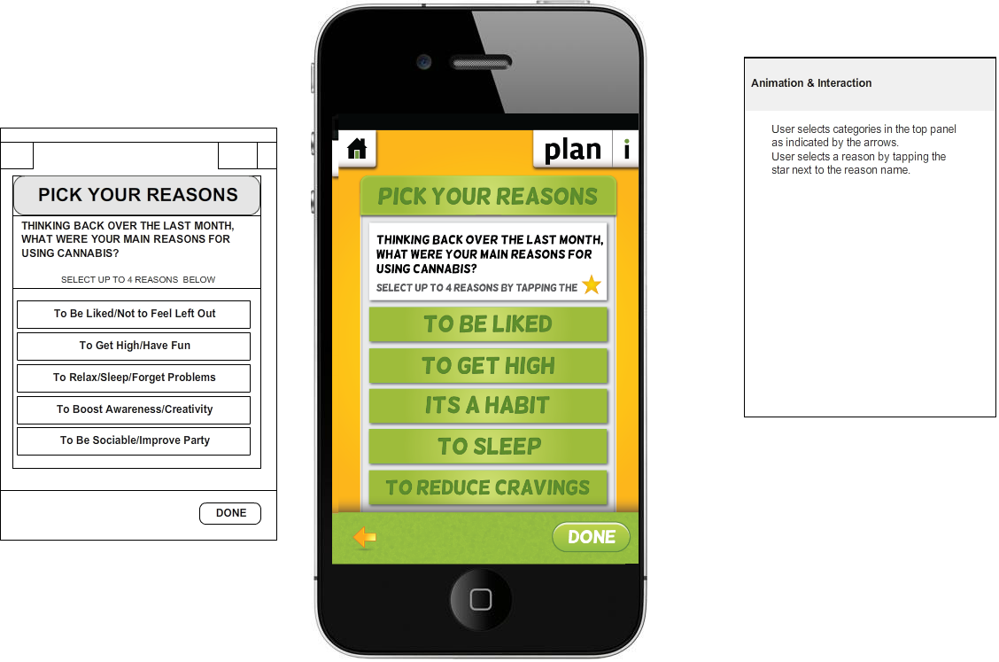 PICK YOUR REASONS
THINKING BACK OVER THE LAST MONTH,
WHAT WERE YOUR MAIN REASONS FOR
USING CANNABIS?
SELECT UP TO 4 REASONS BELOW
To Be Liked/Not to Feel Left Out
To Get High/Have Fun
To Relax/Sleep/Forget Problems
To Boost Awareness/Creativity
To Be Sociable/Improve Party
DONE
plan i
PICK YOUR REASONS
THINKING BACK OVER THE LAST MONTH,
WHAT WERE YOUR MAIN REASONS FOR
USING CANNABIS?
SELECT UP TO 4 REASONS BY TAPPING THE
TO BE LIKED
TO GET HIGH
ITS A HABIT
TO SLEEP
TO REDUCE CRAVINGS
DONE
Animation & Interaction
User selects categories in the top panel
as indicated by the arrows.
User selects a reason by tapping the
star next to the reason name.